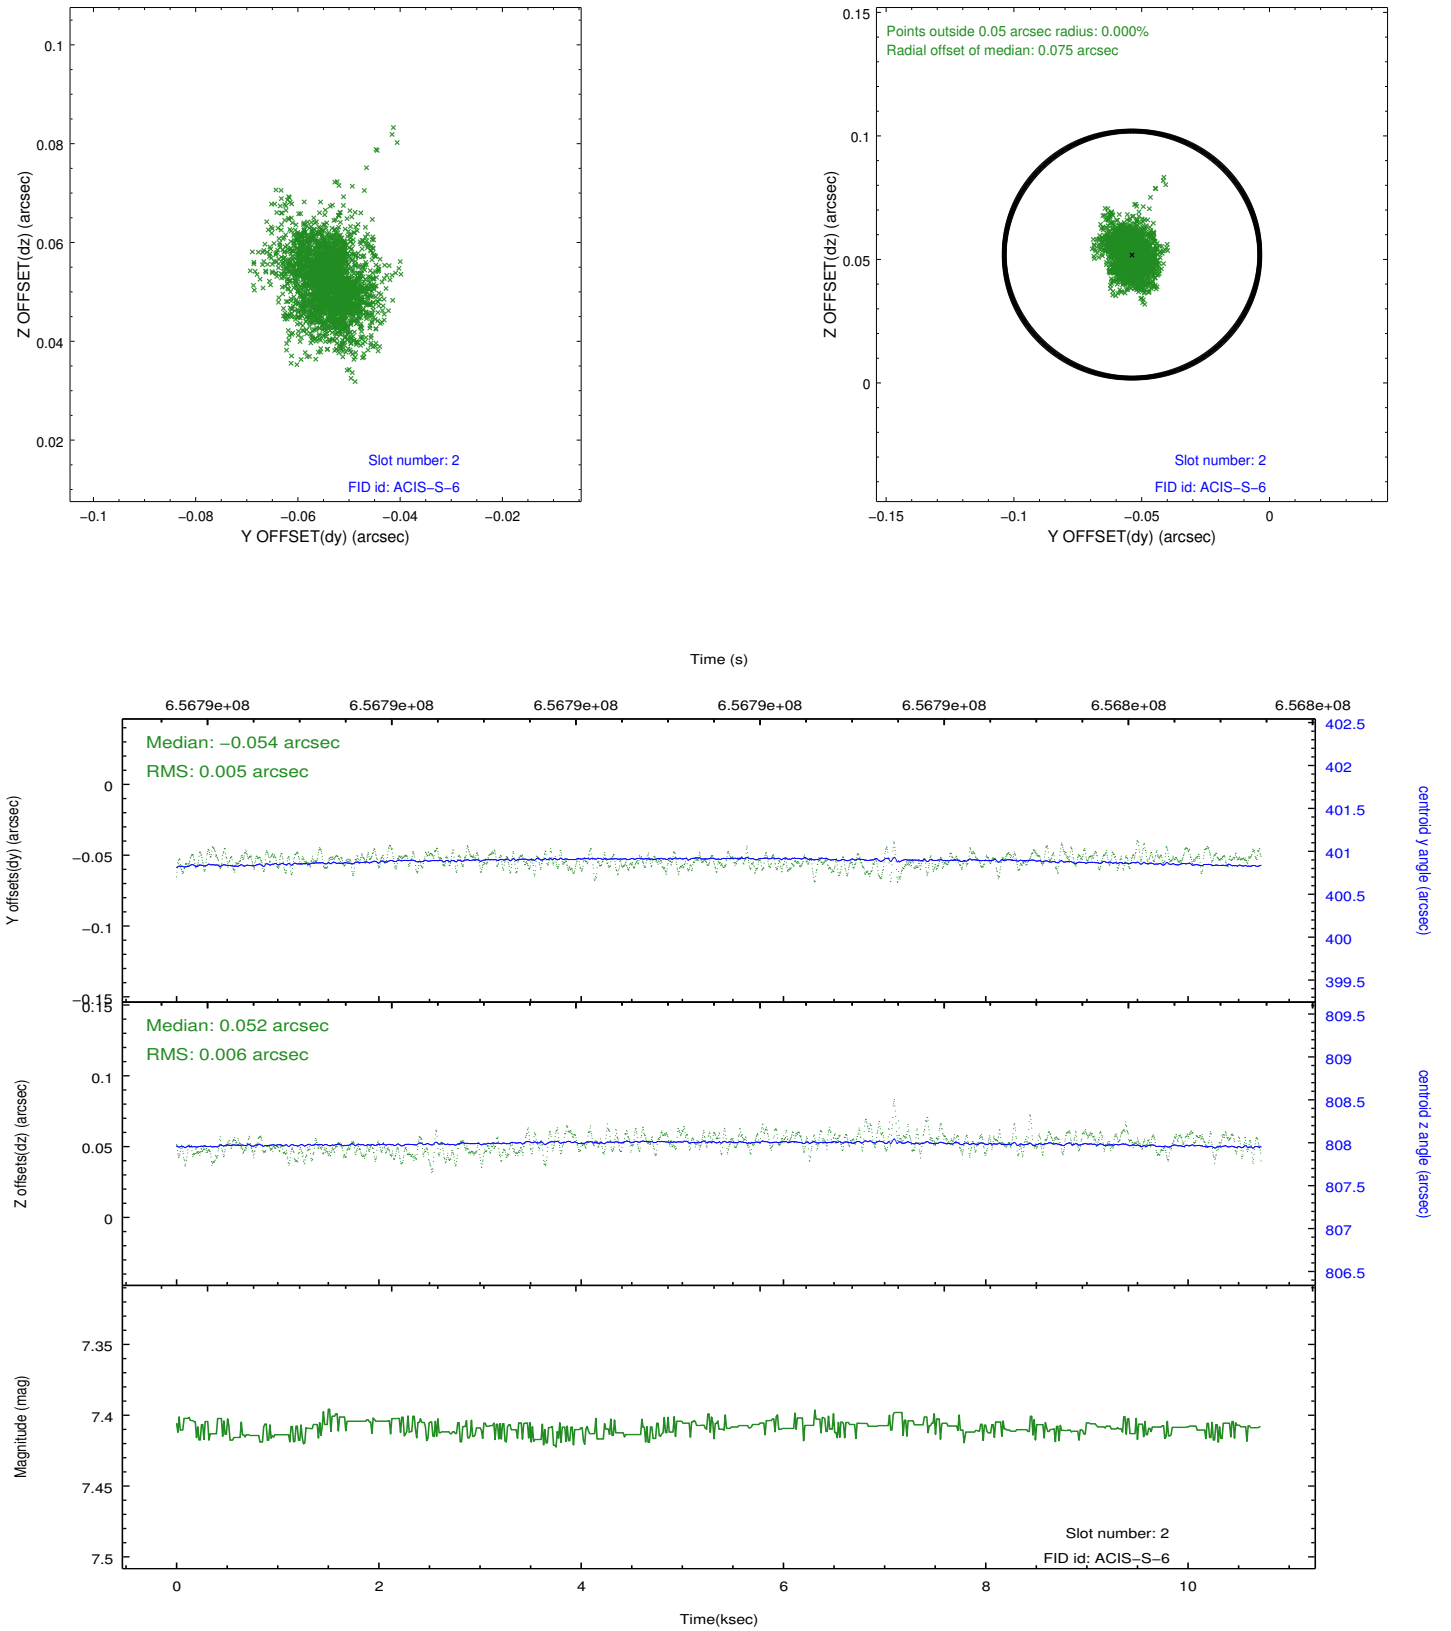 0.1
0.08
0.06
0.04
0.02
Z OFFSET(dz) (arcsec)
Slot number: 2
FID id: ACIS−S−6
−0.1 −0.08 −0.06 −0.04 −0.02
Y OFFSET(dy) (arcsec)
Points outside 0.05 arcsec radius: 0.000%
Radial offset of median: 0.075 arcsec
0.15
0.1
0.05
0
Z OFFSET(dz) (arcsec)
Slot number: 2
FID id: ACIS−S−6
−0.15 −0.1 −0.05 0
Y OFFSET(dy) (arcsec)
Time (s)
6.5679e+08 6.5679e+08 6.5679e+08 6.5679e+08 6.5679e+08 6.568e+08 6.568e+08
Median: −0.054 arcsec
RMS: 0.005 arcsec
0
−0.05
−0.1
−0.15
Y offsets(dy) (arcsec)
402.5
402
401.5
401
400.5
400
399.5
centroid y angle (arcsec)
Median: 0.052 arcsec
RMS: 0.006 arcsec
0.15
0.1
0.05
0
Z offsets(dz) (arcsec)
809.5
809
808.5
808
807.5
807
806.5
centroid z angle (arcsec)
7.35
7.4
7.45
7.5
Magnitude (mag)
Slot number: 2
FID id: ACIS−S−6
0 2 4 6 8 10
Time(ksec)